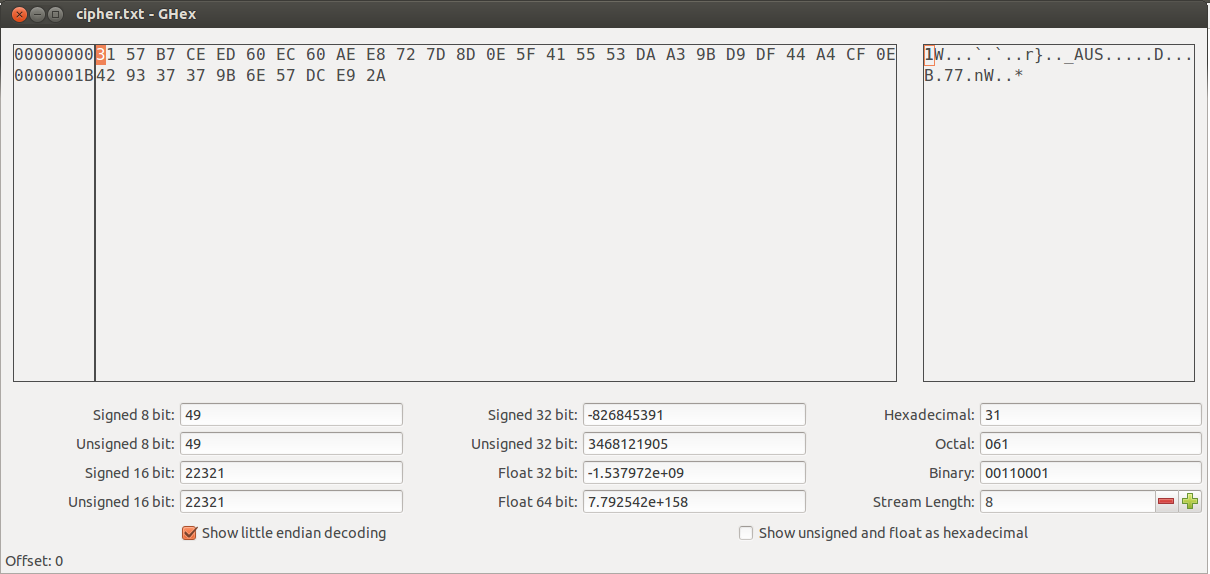 cipher.txt - GHex
00000000 31 57 B7 CE ED 60 EC 60 AE E8 72 7D 8D 0E 5F 41 55 53 DA A3 9B D9 DF 44 A4 CF 0E 1W...`.`..r}.._AUS.....D...
0000001B 42 93 37 37 9B 6E 57 DC E9 2A B.77.nW..*
Signed 8 bit: 49 Signed 32 bit: -826845391 Hexadecimal: 31
Unsigned 8 bit: 49 Unsigned 32 bit: 3468121905 Octal: 061
Signed 16 bit: 22321 Float 32 bit: -1.537972e+09 Binary: 00110001
Unsigned 16 bit: 22321 Float 64 bit: 7.792542e+158 Stream Length: 8
Show little endian decoding Show unsigned and float as hexadecimal
Offset: 0